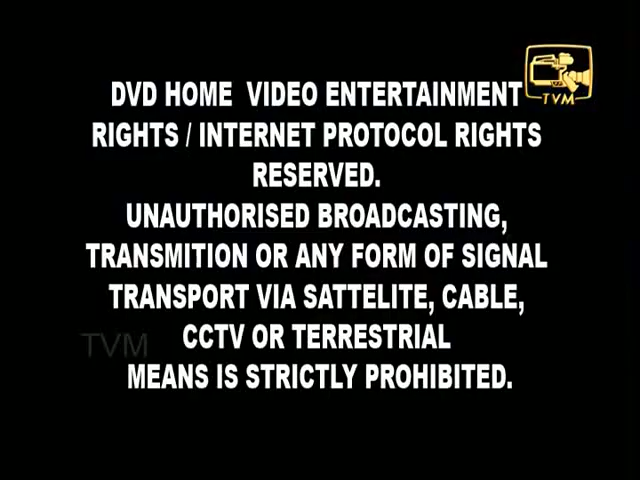 TVM
DVD HOME VIDEO ENTERTAINMENT
RIGHTS / INTERNET PROTOCOL RIGHTS
RESERVED.
UNAUTHORISED BROADCASTING,
TRANSMITION OR ANY FORM OF SIGNAL
TRANSPORT VIA SATTELITE, CABLE,
CCTV OR TERRESTRIAL
TVM
MEANS IS STRICTLY PROHIBITED.